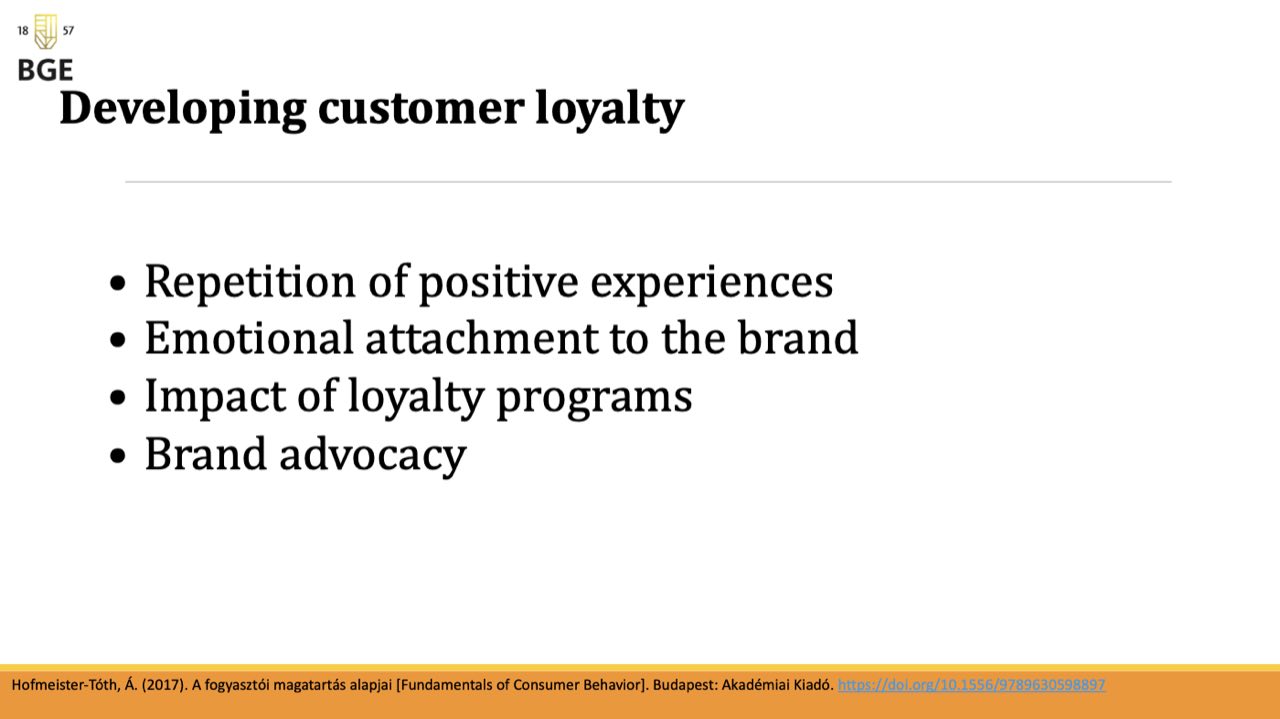 18 57
BGE
Developing customer loyalty
• Repetition of positive experiences
• Emotional attachment to the brand
• Impact of loyalty programs
• Brand advocacy
Hofmeister-Tóth, Á. (2017). A fogyasztói magatartás alapjai [Fundamentals of Consumer Behavior]. Budapest: Akadémiai Kiadó. https://doi.org/10.1556/9789630598897